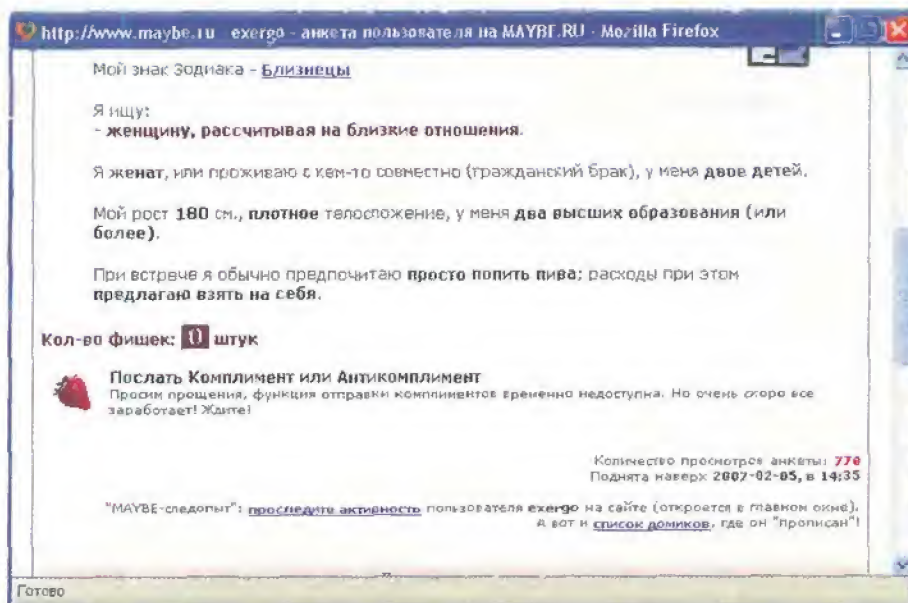 http://www.maybe.ru - exergo - анкета пользователя на MAYBE.RU - Mozilla Firefox
Мой знак Зодиака - Близнецы
Я ищу:
- женщину, рассчитывая на близкие отношения.
Я женат, или проживаю с кем-то совместно (гражданский брак), у меня двое детей.
Мой рост 180 см., плотное телосложение, у меня два высших образования (или
более).
При встрече я обычно предпочитаю просто попить пива; расходы при этом
предлагаю взять на себя.
Кол-во фишек: 0 штук
Послать Комплимент или Антикомплимент
Просим прощения, функция отправки комплиментов временно недоступна. Но очень скоро все
заработает! Ждите!
Количество просмотров анкеты: 770
Поднята наверх 2007-02-05, в 14:35
"MAYBE-следопыт": проследите активность пользователя exergo на сайте (откроется в главном окне).
А вот и список домиков, где он "прописан"!
Готово